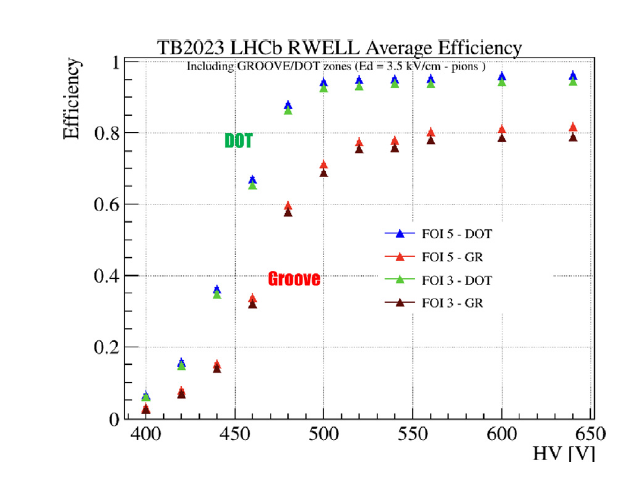 TB2023 LHCb RWELL Average Efficiency
Including GROOVE/DOT zones (Ed = 3.5 kV/cm - pions )
Efficiency
1
0.8
0.6
0.4
0.2
0
DOT
Groove
FOI 5 - DOT
FOI 5 - GR
FOI 3 - DOT
FOI 3 - GR
400 450 500 550 600 650
HV [V]